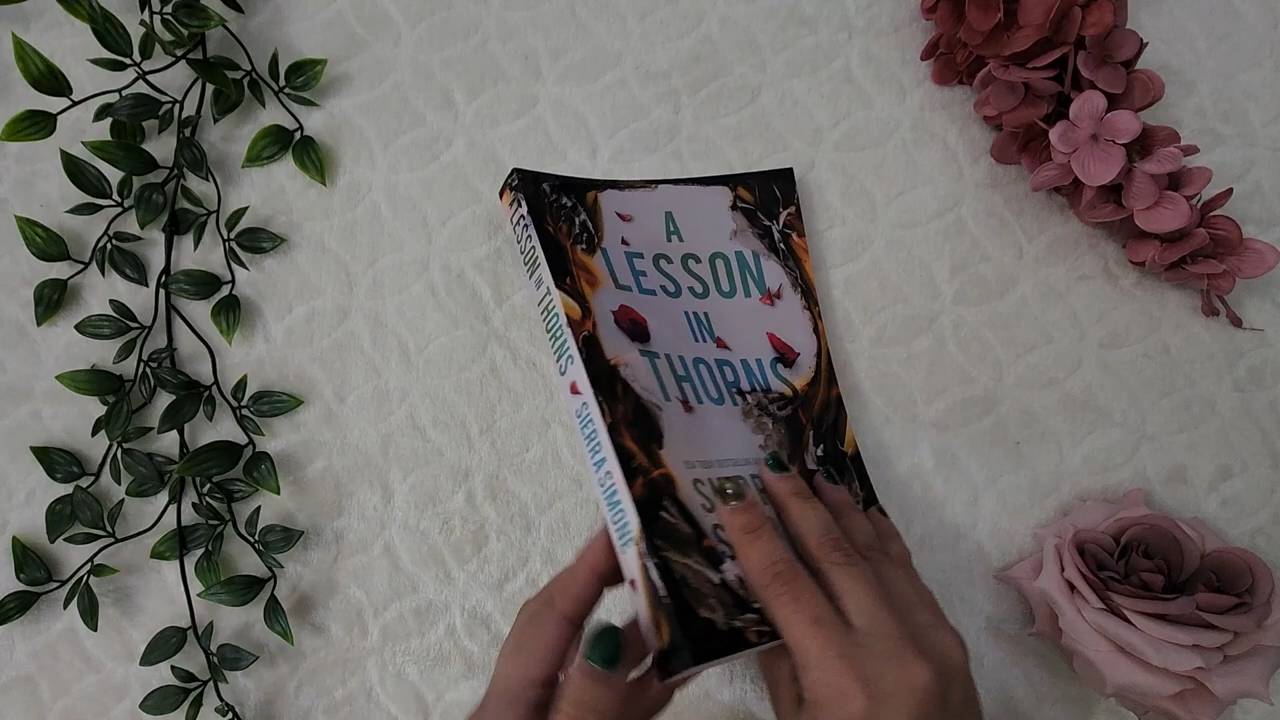 A
LESSON
IN
THORNS
LESSON IN THORNS SIERRA SIMONE